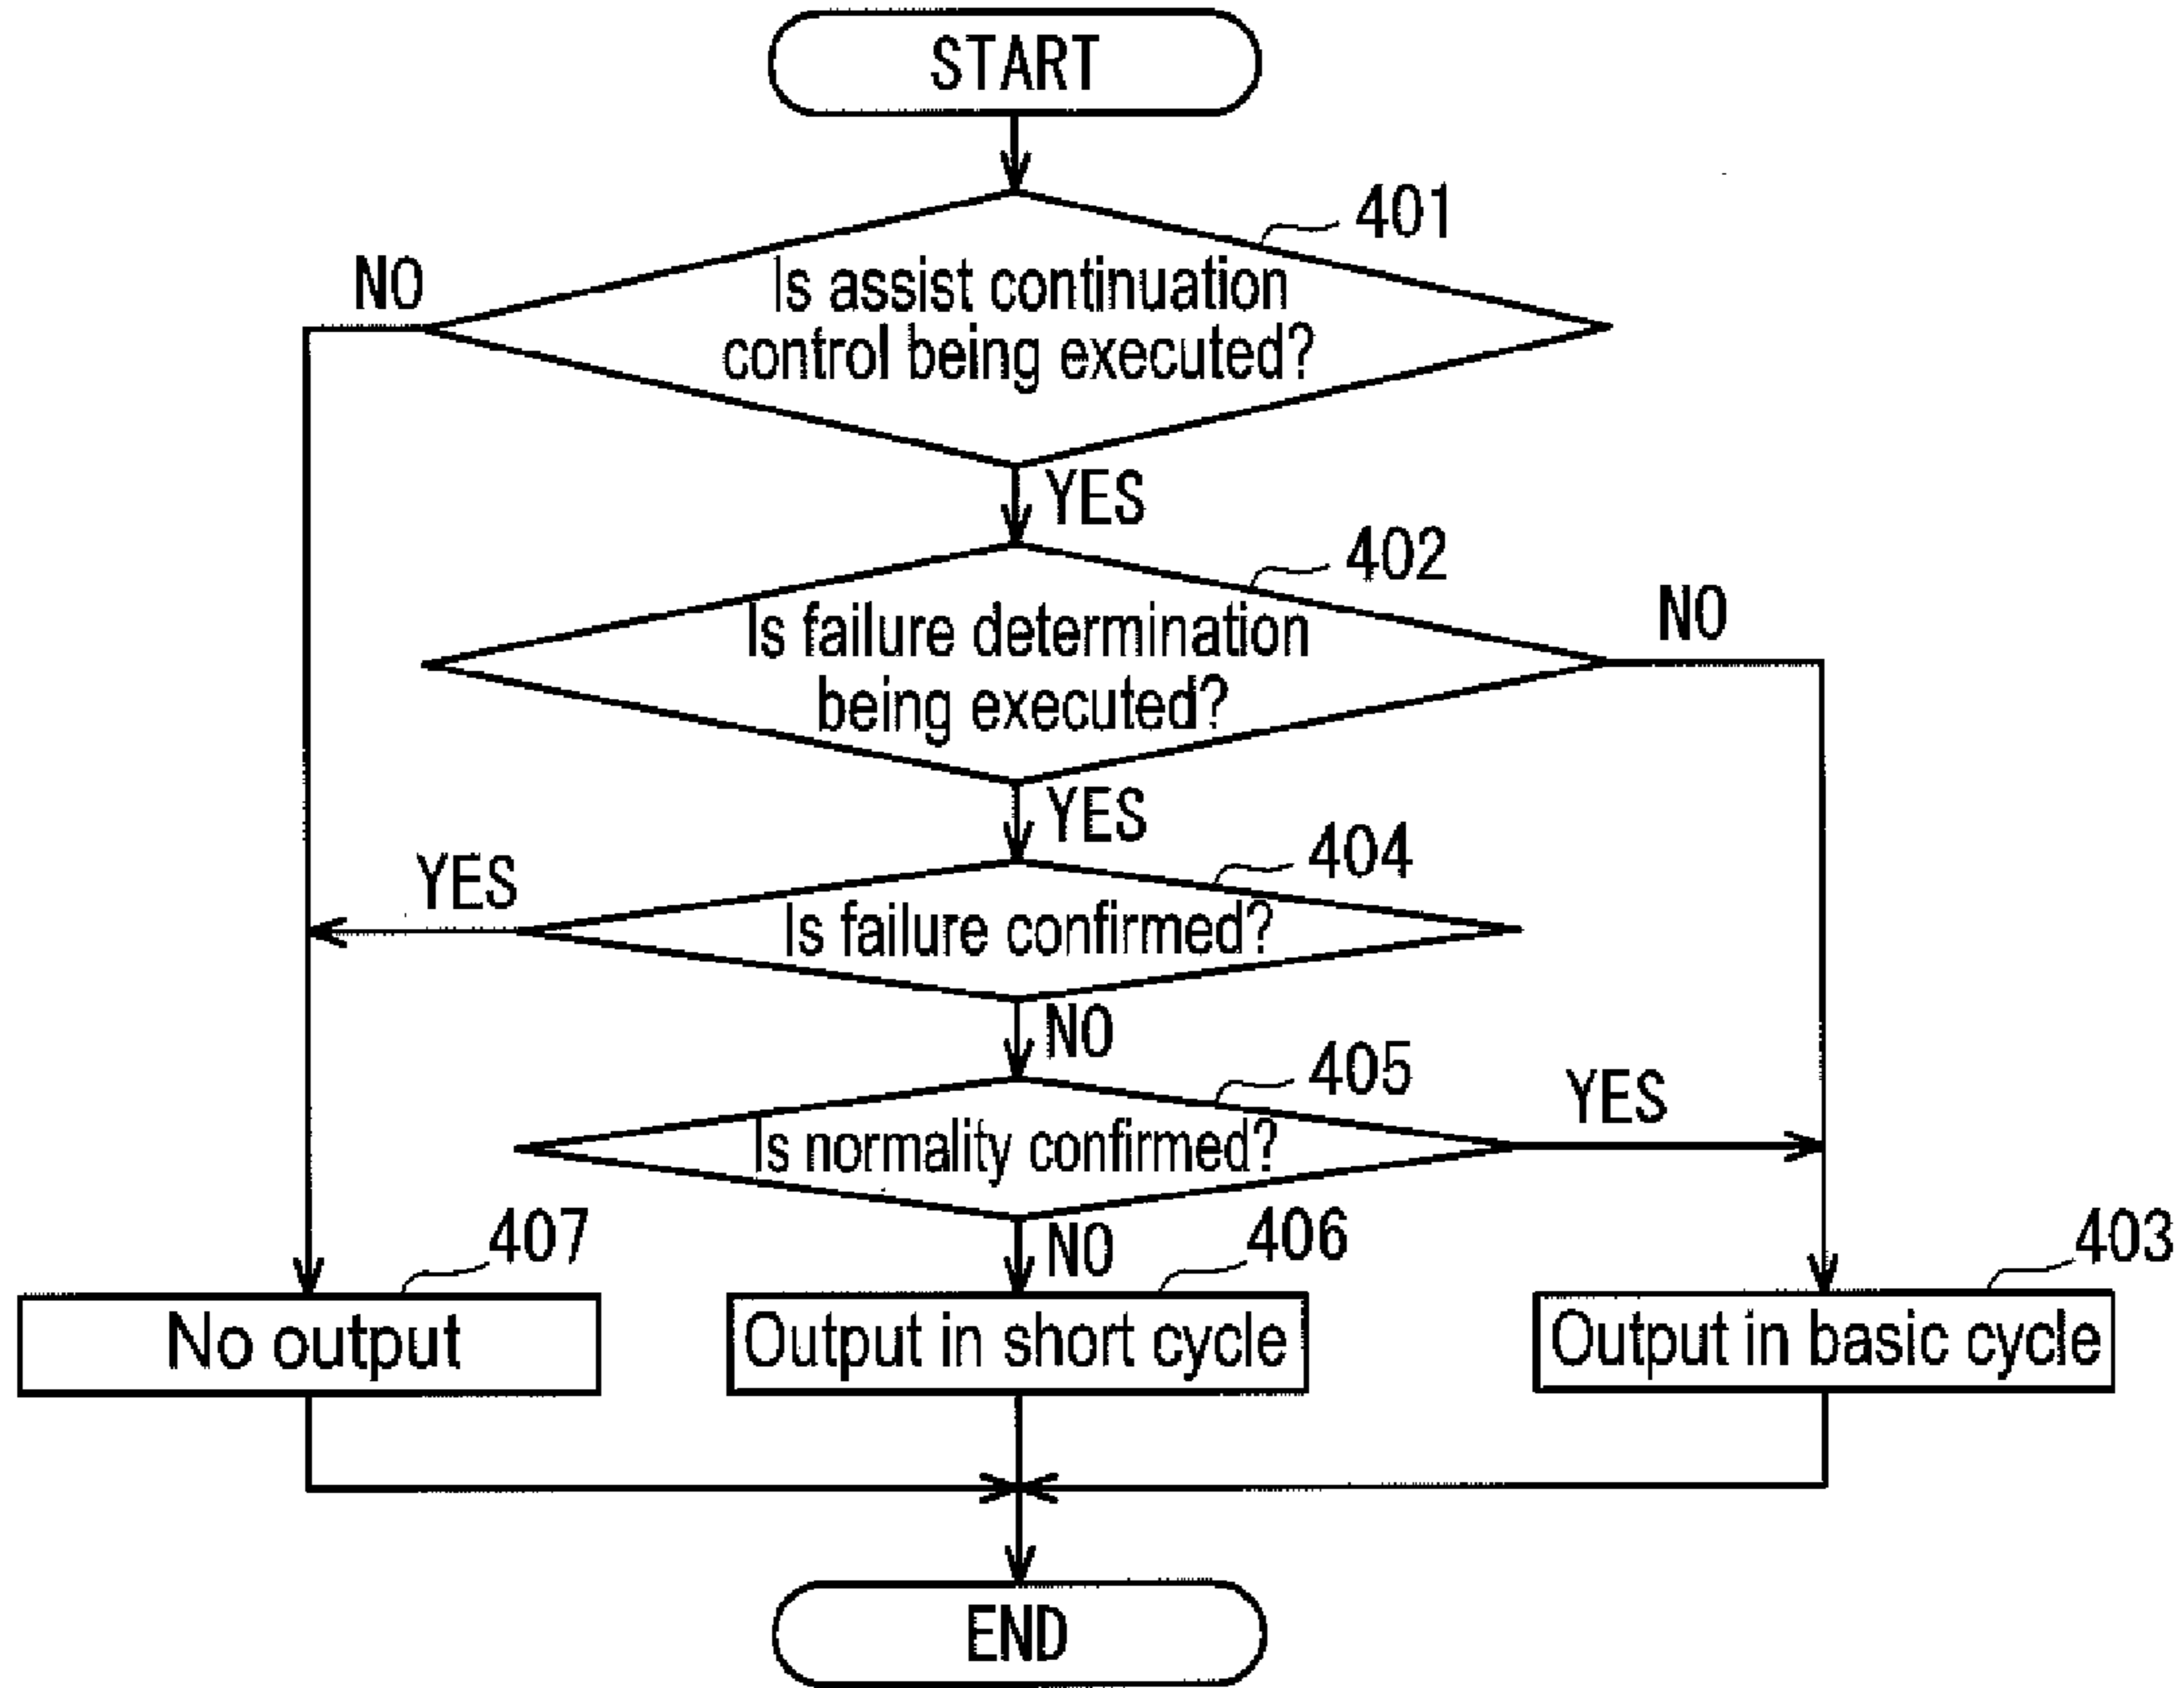 START
401
NO
Is assist continuation
control being executed?
YES
402
NO
Is failure determination
being executed?
YES
404
YES
Is failure confirmed?
NO
405
YES
Is normality confirmed?
NO
407
406
403
No output
Output in short cycle
Output in basic cycle
END